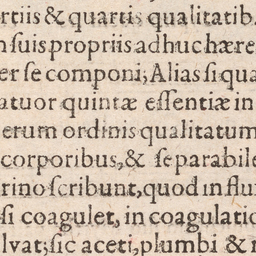 rtiis & quartis qualitatib.
n suis propriis adhuc hære
er se componi; Alias si qua
atuor quintæ essentiæ in
erum ordinis qualitatum
corporibus, & separabile
rino scribunt, quod in flui
si coagulet, in coagulatio
lvat; sic aceti, plumbi & r